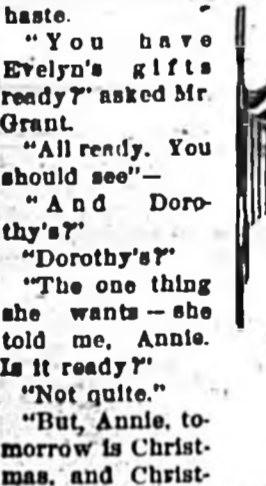 haste.
"You have
Evelyn's gifts
ready?" asked Mr.
Grant.
"All ready. You
should see"—
"And Doro-
thy's?"
"Dorothy's?"
"The one thing
she wants — she
told me, Annie.
Is it ready?"
"Not quite."
"But, Annie, to-
morrow is Christ-
mas, and Christ-